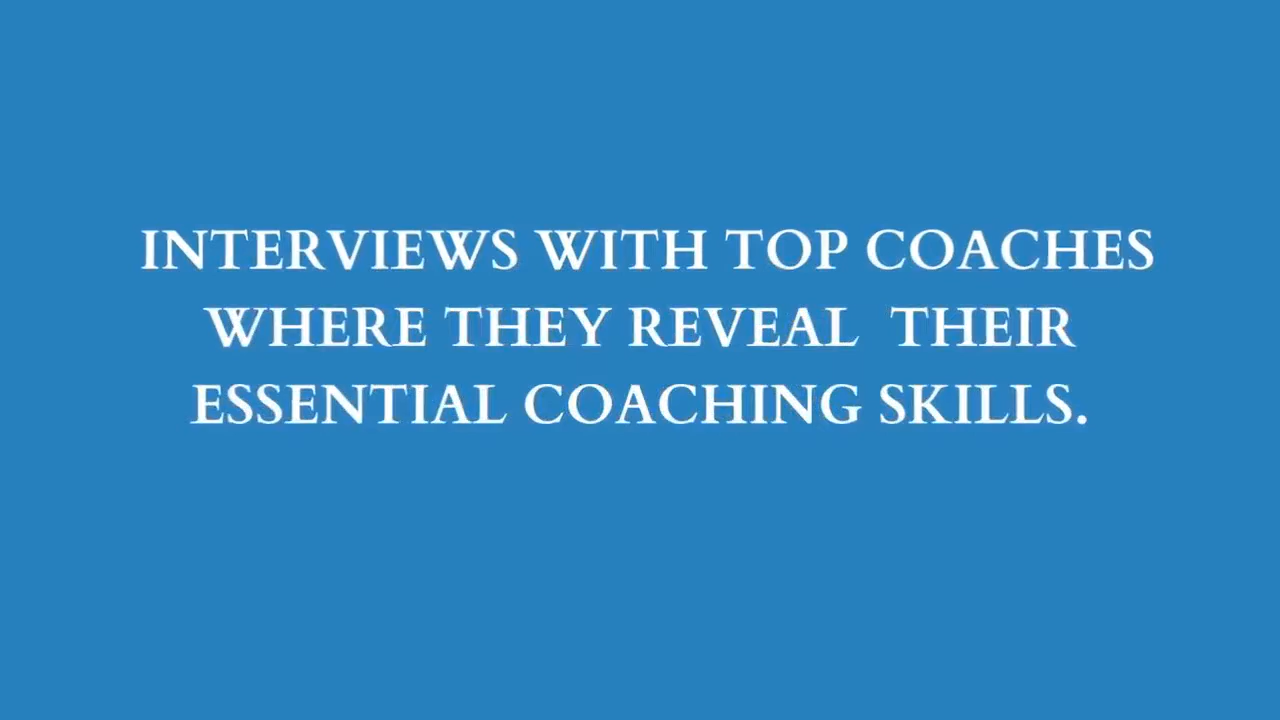 INTERVIEWS WITH TOP COACHES
WHERE THEY REVEAL  THEIR
ESSENTIAL COACHING SKILLS.